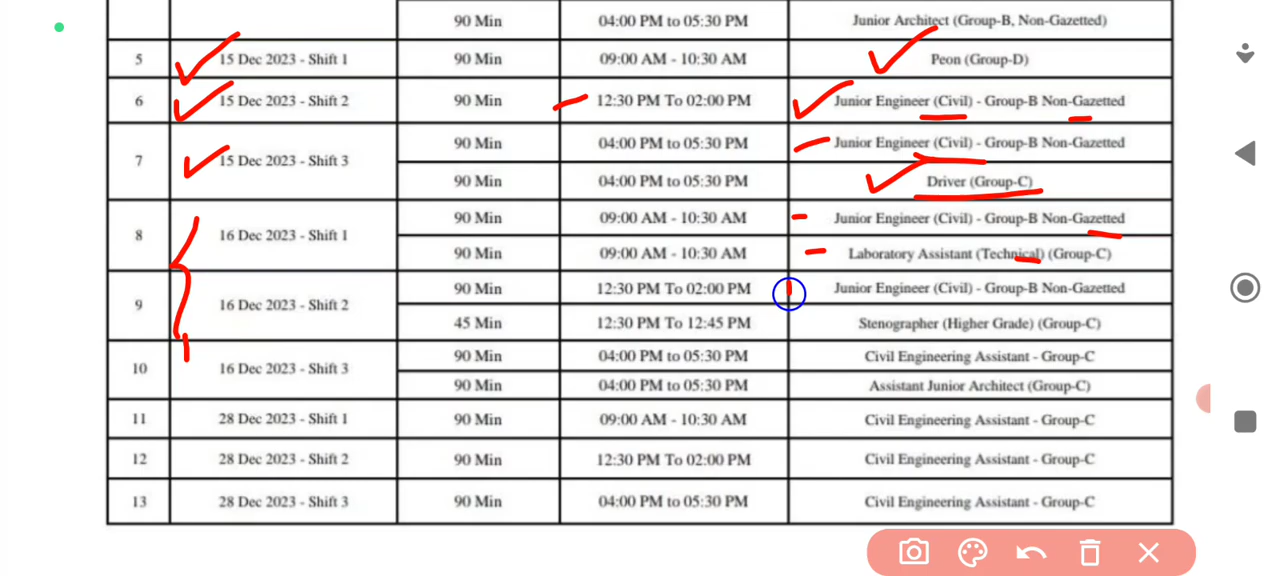 90 Min 04:00 PM to 05:30 PM Junior Architect (Group-B, Non-Gazetted)
5 15 Dec 2023 - Shift 1 90 Min 09:00 AM - 10:30 AM Peon (Group-D)
6 15 Dec 2023 - Shift 2 90 Min 12:30 PM To 02:00 PM Junior Engineer (Civil) - Group-B Non-Gazetted
7 15 Dec 2023 - Shift 3 90 Min 04:00 PM to 05:30 PM Junior Engineer (Civil) - Group-B Non-Gazetted
90 Min 04:00 PM to 05:30 PM Driver (Group-C)
8 16 Dec 2023 - Shift 1 90 Min 09:00 AM - 10:30 AM Junior Engineer (Civil) - Group-B Non-Gazetted
90 Min 09:00 AM - 10:30 AM Laboratory Assistant (Technical) (Group-C)
9 16 Dec 2023 - Shift 2 90 Min 12:30 PM To 02:00 PM Junior Engineer (Civil) - Group-B Non-Gazetted
45 Min 12:30 PM To 12:45 PM Stenographer (Higher Grade) (Group-C)
10 16 Dec 2023 - Shift 3 90 Min 04:00 PM to 05:30 PM Civil Engineering Assistant - Group-C
90 Min 04:00 PM to 05:30 PM Assistant Junior Architect (Group-C)
11 28 Dec 2023 - Shift 1 90 Min 09:00 AM - 10:30 AM Civil Engineering Assistant - Group-C
12 28 Dec 2023 - Shift 2 90 Min 12:30 PM To 02:00 PM Civil Engineering Assistant - Group-C
13 28 Dec 2023 - Shift 3 90 Min 04:00 PM to 05:30 PM Civil Engineering Assistant - Group-C